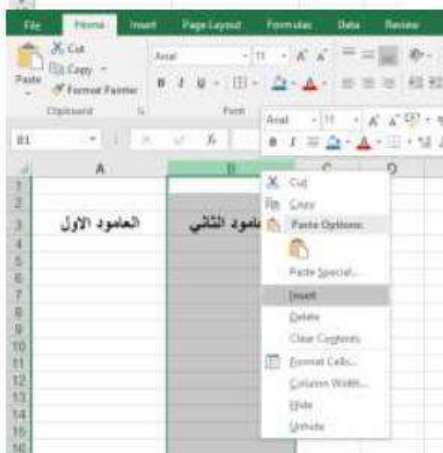 File Home Insert Page Layout Formulas Data Review
Cut
Copy
Format Painter
Paste
Clipboard Font
Arial 11 A A
B I U A
Arial 11 A A
B I A
B1 fx
A B C D
1
2
3 العامود الاول امود الثاني
4
5
6
7
8
9
10
11
12
13
14
15
16
Cut
Copy
Paste Options:
Paste Special...
Insert
Delete
Clear Contents
Format Cells...
Column Width...
Hide
Unhide